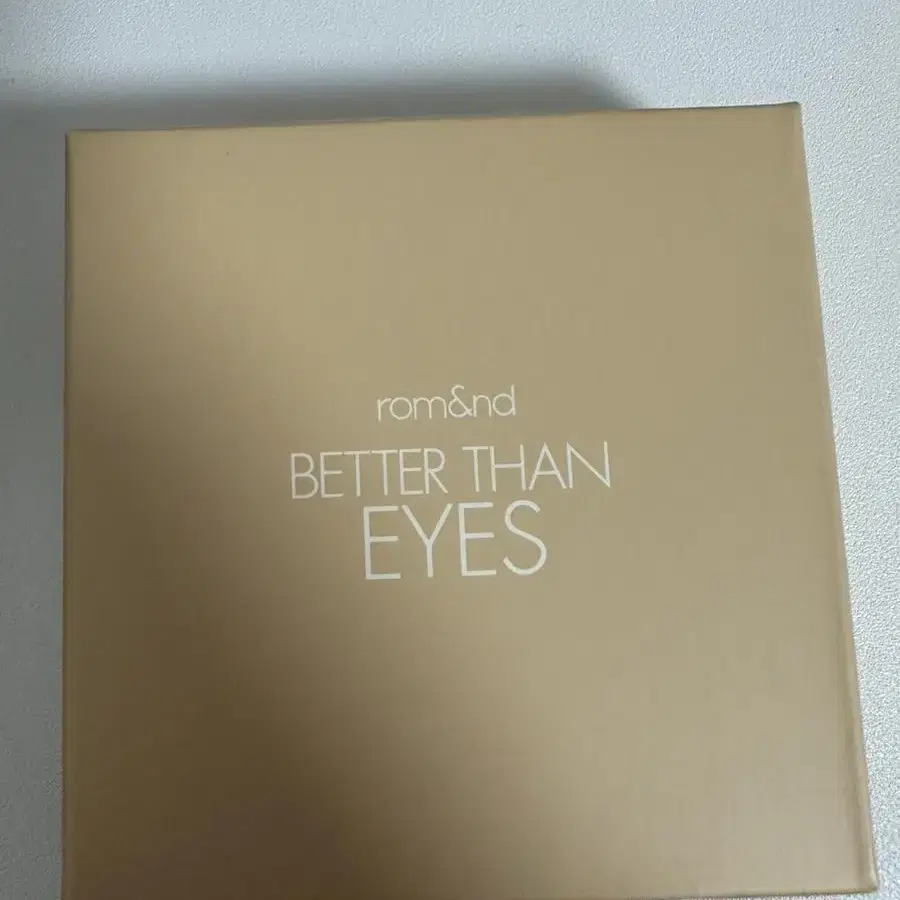 rom&nd
BETTER THAN
EYES